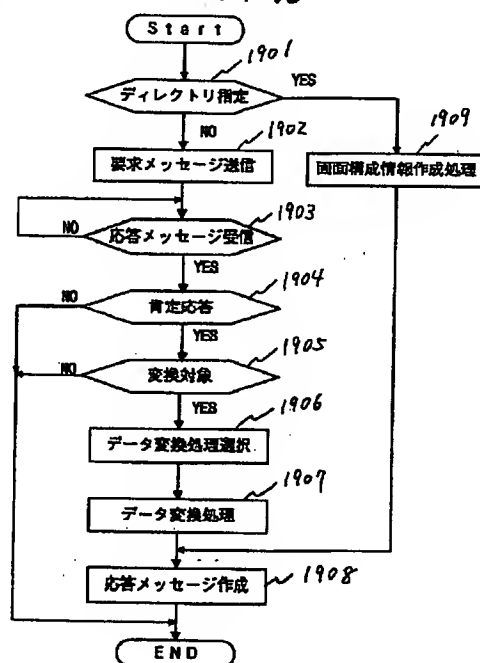 Start
1901
ディレクトリ指定
YES
NO
1902
1909
要求メッセージ送信
画面構成情報作成処理
1903
NO
応答メッセージ受信
YES
1904
NO
肯定応答
YES
1905
NO
変換対象
YES
1906
データ変換処理選択
1907
データ変換処理
応答メッセージ作成
1908
END